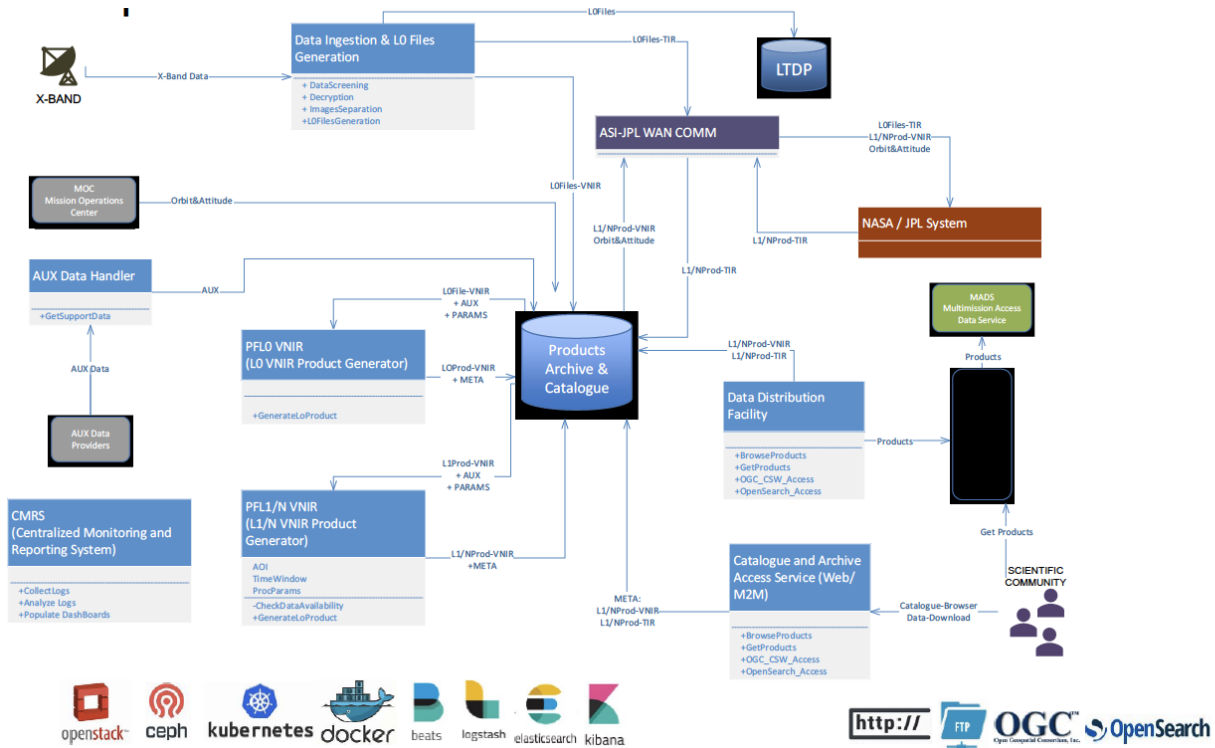 L0Files
Data Ingestion & L0 Files
Generation
L0Files-TIR
LTDP
X-Band Data
X-BAND
+ DataScreening
+ Decryption
+ ImagesSeparation
+L0FilesGeneration
ASI-JPL WAN COMM
L0Files-TIR
L1/NProd-VNIR
Orbit&Attitude
MOC
Mission Operations
Center
Orbit&Attitude
L0Files-VNIR
L1/NProd-VNIR
Orbit&Attitude
NASA / JPL System
L1/NProd-TIR
L1/NProd-TIR
AUX Data Handler
+GetSupportData
AUX
L0File-VNIR
+ AUX
+ PARAMS
MADS
Multimission Access
Data Service
Products
PFL0 VNIR
(L0 VNIR Product Generator)
+GenerateLoProduct
LOProd-VNIR
+ META
Products
Archive &
Catalogue
L1/NProd-VNIR
L1/NProd-TIR
AUX Data
AUX Data
Providers
Data Distribution
Facility
+BrowseProducts
+GetProducts
+OGC_CSW_Access
+OpenSearch_Access
Products
L1Prod-VNIR
+ AUX
+ PARAMS
CMRS
(Centralized Monitoring and
Reporting System)
+CollectLogs
+Analyze Logs
+Populate DashBoards
PFL1/N VNIR
(L1/N VNIR Product
Generator)
AOI
TimeWindow
ProcParams
-CheckDataAvailability
+GenerateLoProduct
L1/NProd-VNIR
+META
META:
L1/NProd-VNIR
L1/NProd-TIR
Catalogue and Archive
Access Service (Web/
M2M)
+BrowseProducts
+GetProducts
+OGC_CSW_Access
+OpenSearch_Access
Get Products
SCIENTIFIC
COMMUNITY
Catalogue-Browser
Data-Download
openstack
ceph
kubernetes
docker
beats
logstash
elasticsearch
kibana
http://
FTP
OGC™
Open Geospatial Consortium, Inc.
OpenSearch